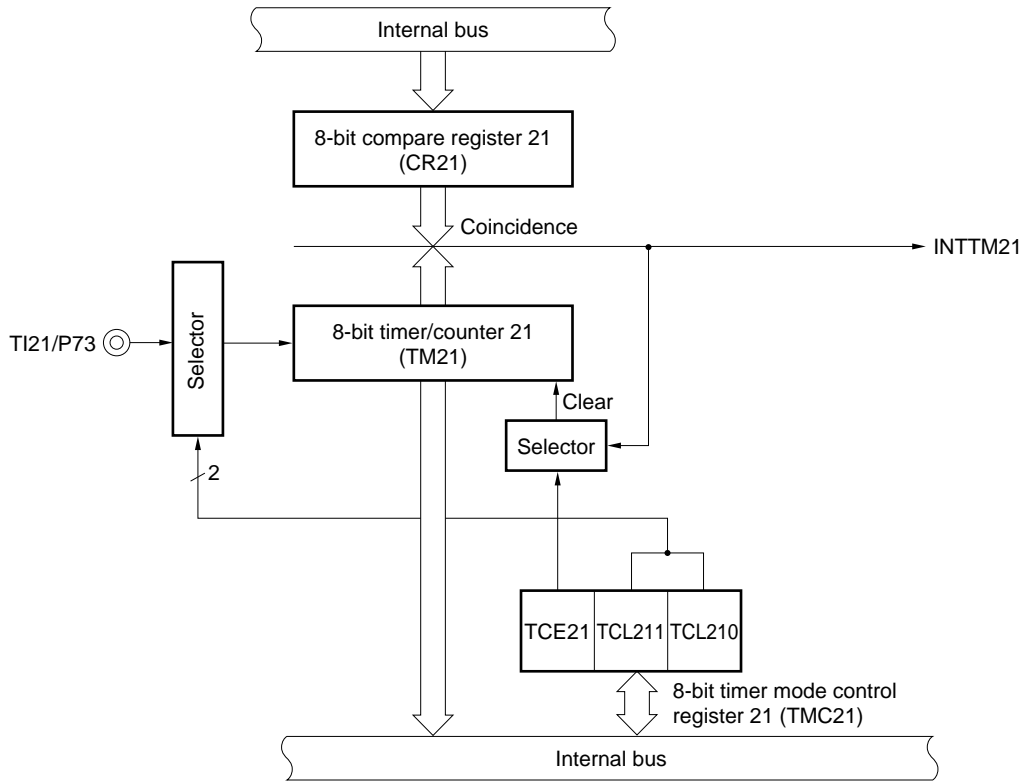 Internal bus
8-bit compare register 21
(CR21)
Coincidence
INTTM21
TI21/P73
Selector
8-bit timer/counter 21
(TM21)
Clear
Selector
2
TCE21 TCL211 TCL210
8-bit timer mode control
register 21 (TMC21)
Internal bus